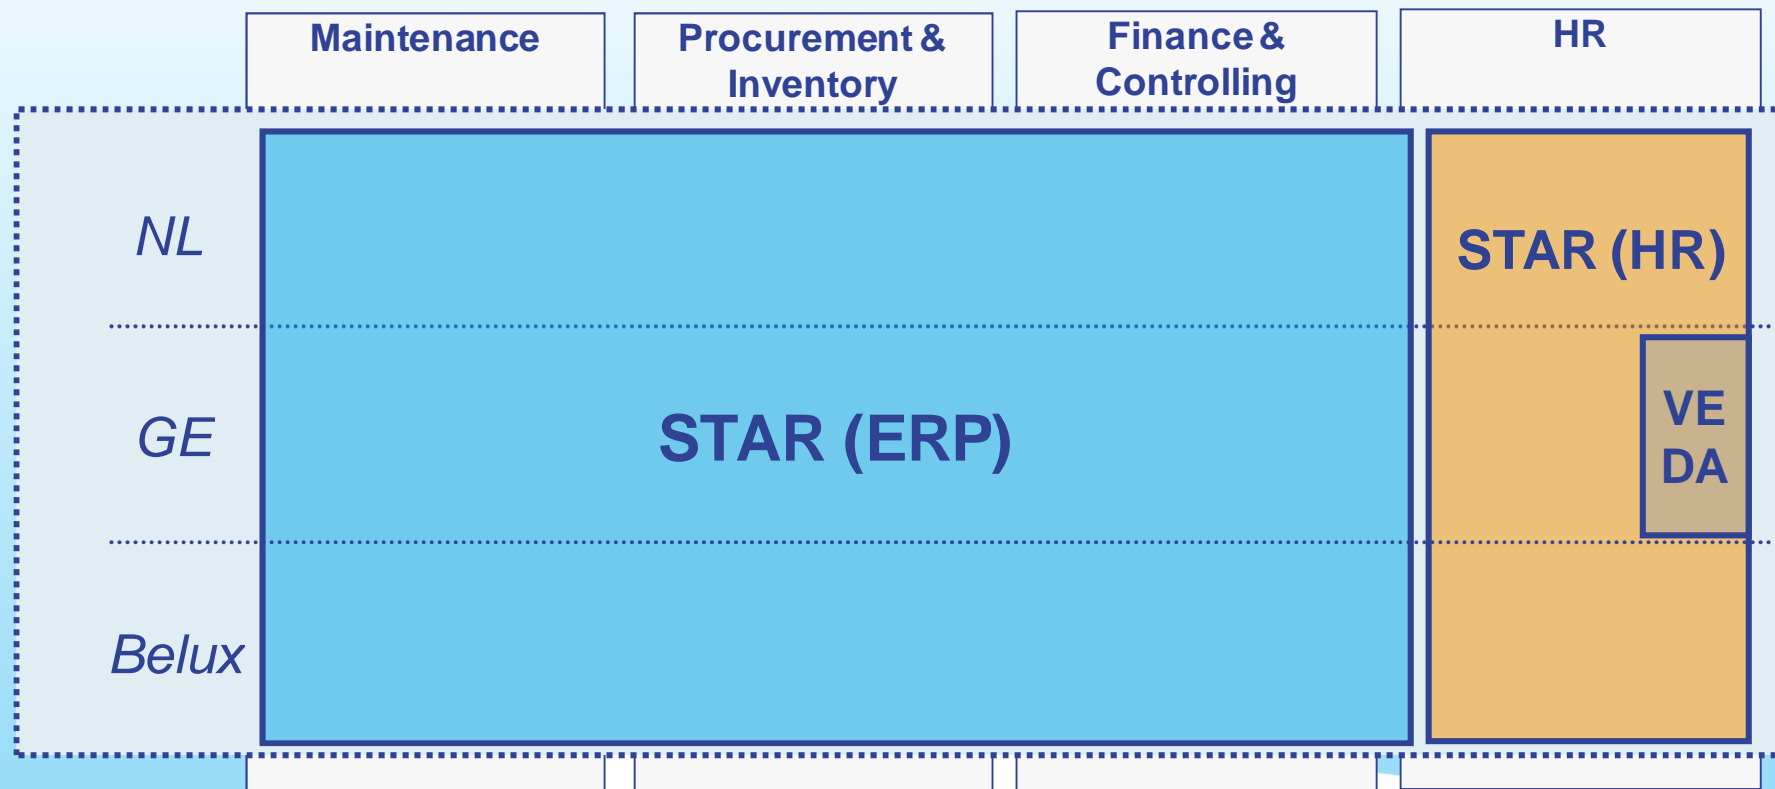 Maintenance
Procurement &
Inventory
Finance &
Controlling
HR
NL
STAR (HR)
GE
STAR (ERP)
VE
DA
Belux